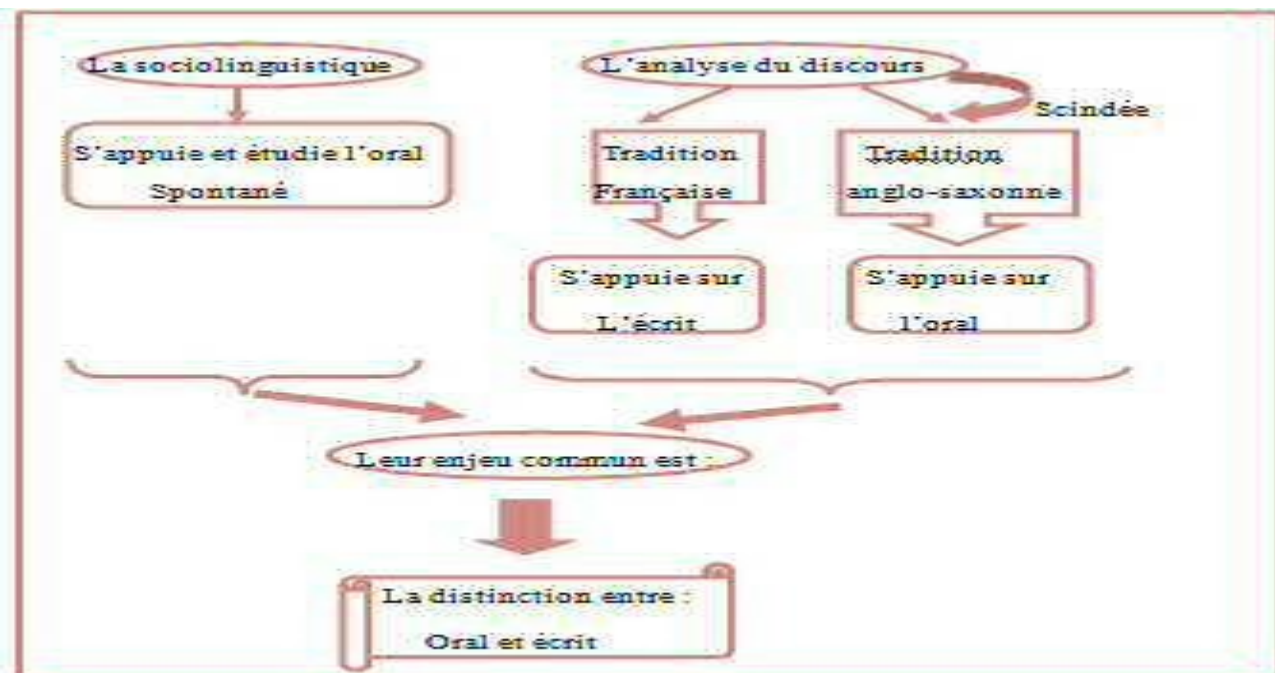 La sociolinguistique
S'appuie et étudie l'oral
Spontané
L'analyse du discours
Scindée
Tradition
Française
Tradition
anglo-saxonne
S'appuie sur
L'écrit
S'appuie sur
l'oral
Leur enjeu commun est :
La distinction entre :
Oral et écrit